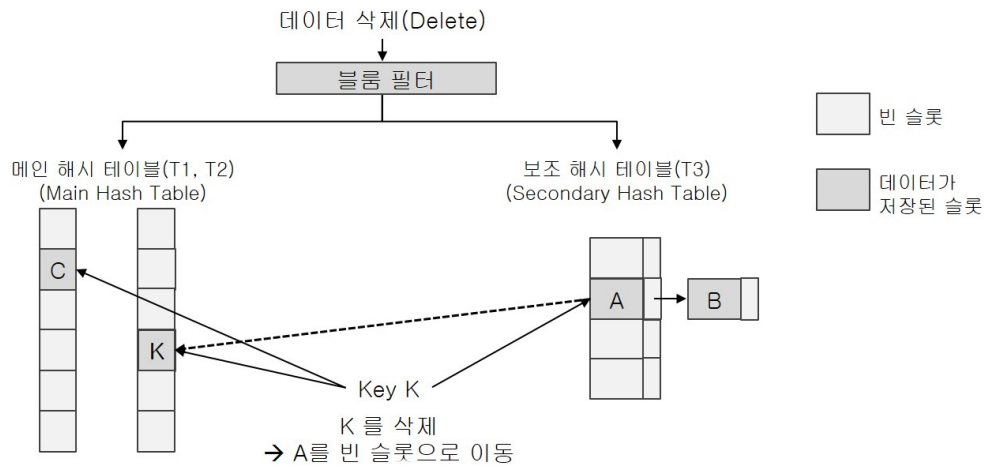 데이터 삭제(Delete)
블룸 필터
빈 슬롯
메인 해시 테이블(T1, T2)
(Main Hash Table)
보조 해시 테이블(T3)
(Secondary Hash Table)
데이터가
저장된 슬롯
C
A
B
K
Key K
K 를 삭제
→ A를 빈 슬롯으로 이동